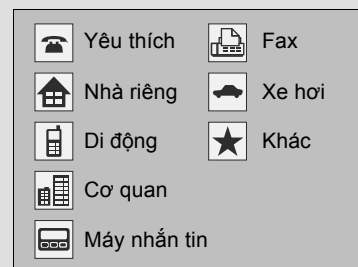 Yêu thích
Nhà riêng
Di động
Cơ quan
Máy nhắn tin
Fax
Xe hơi
Khác